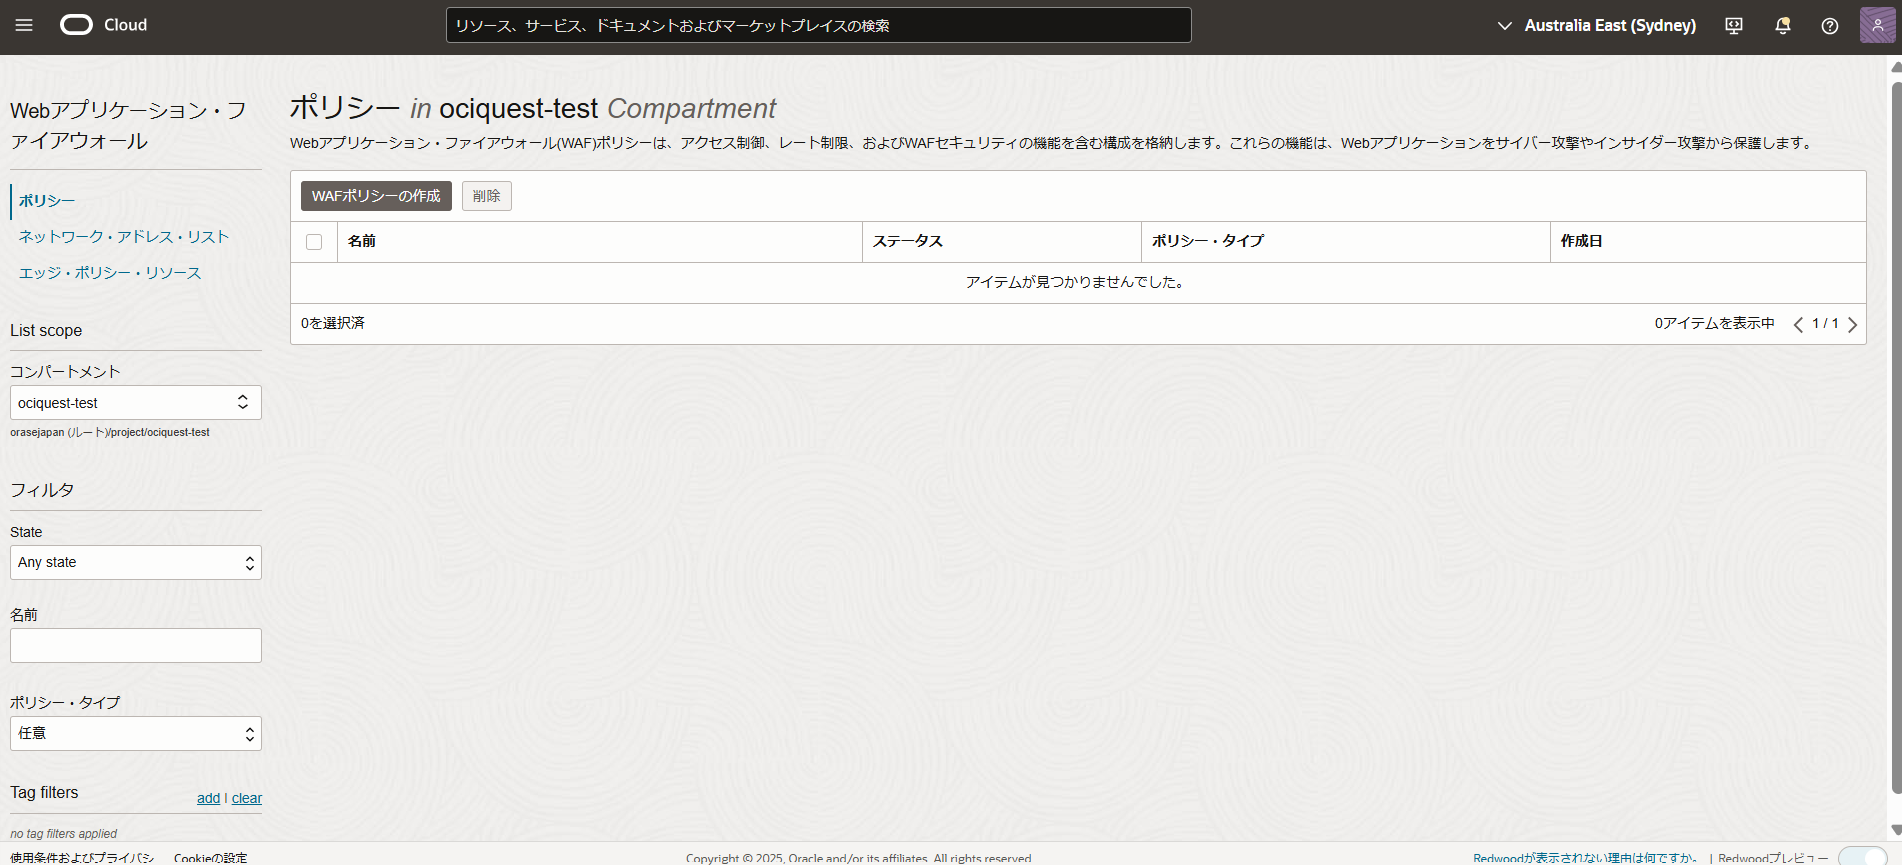 Cloud
リソース、サービス、ドキュメントおよびマーケットプレイスの検索
Australia East (Sydney)
Webアプリケーション・フ
ァイアウォール
ポリシー
ネットワーク・アドレス・リスト
エッジ・ポリシー・リソース
List scope
コンパートメント
ociquest-test
orasejapan (ルート)/project/ociquest-test
フィルタ
State
Any state
名前
ポリシー・タイプ
任意
Tag filters
add | clear
no tag filters applied
ポリシー in ociquest-test Compartment
Webアプリケーション・ファイアウォール(WAF)ポリシーは、アクセス制御、レート制限、およびWAFセキュリティの機能を含む構成を格納します。これらの機能は、Webアプリケーションをサイバー攻撃やインサイダー攻撃から保護します。
WAFポリシーの作成 削除
名前 ステータス ポリシー・タイプ 作成日
アイテムが見つかりませんでした。
0を選択済 0アイテムを表示中 1 / 1
使用条件およびプライバシ Cookieの設定
Copyright © 2025, Oracle and/or its affiliates. All rights reserved.
Redwoodが表示されない理由は何ですか。 | Redwoodプレビュー